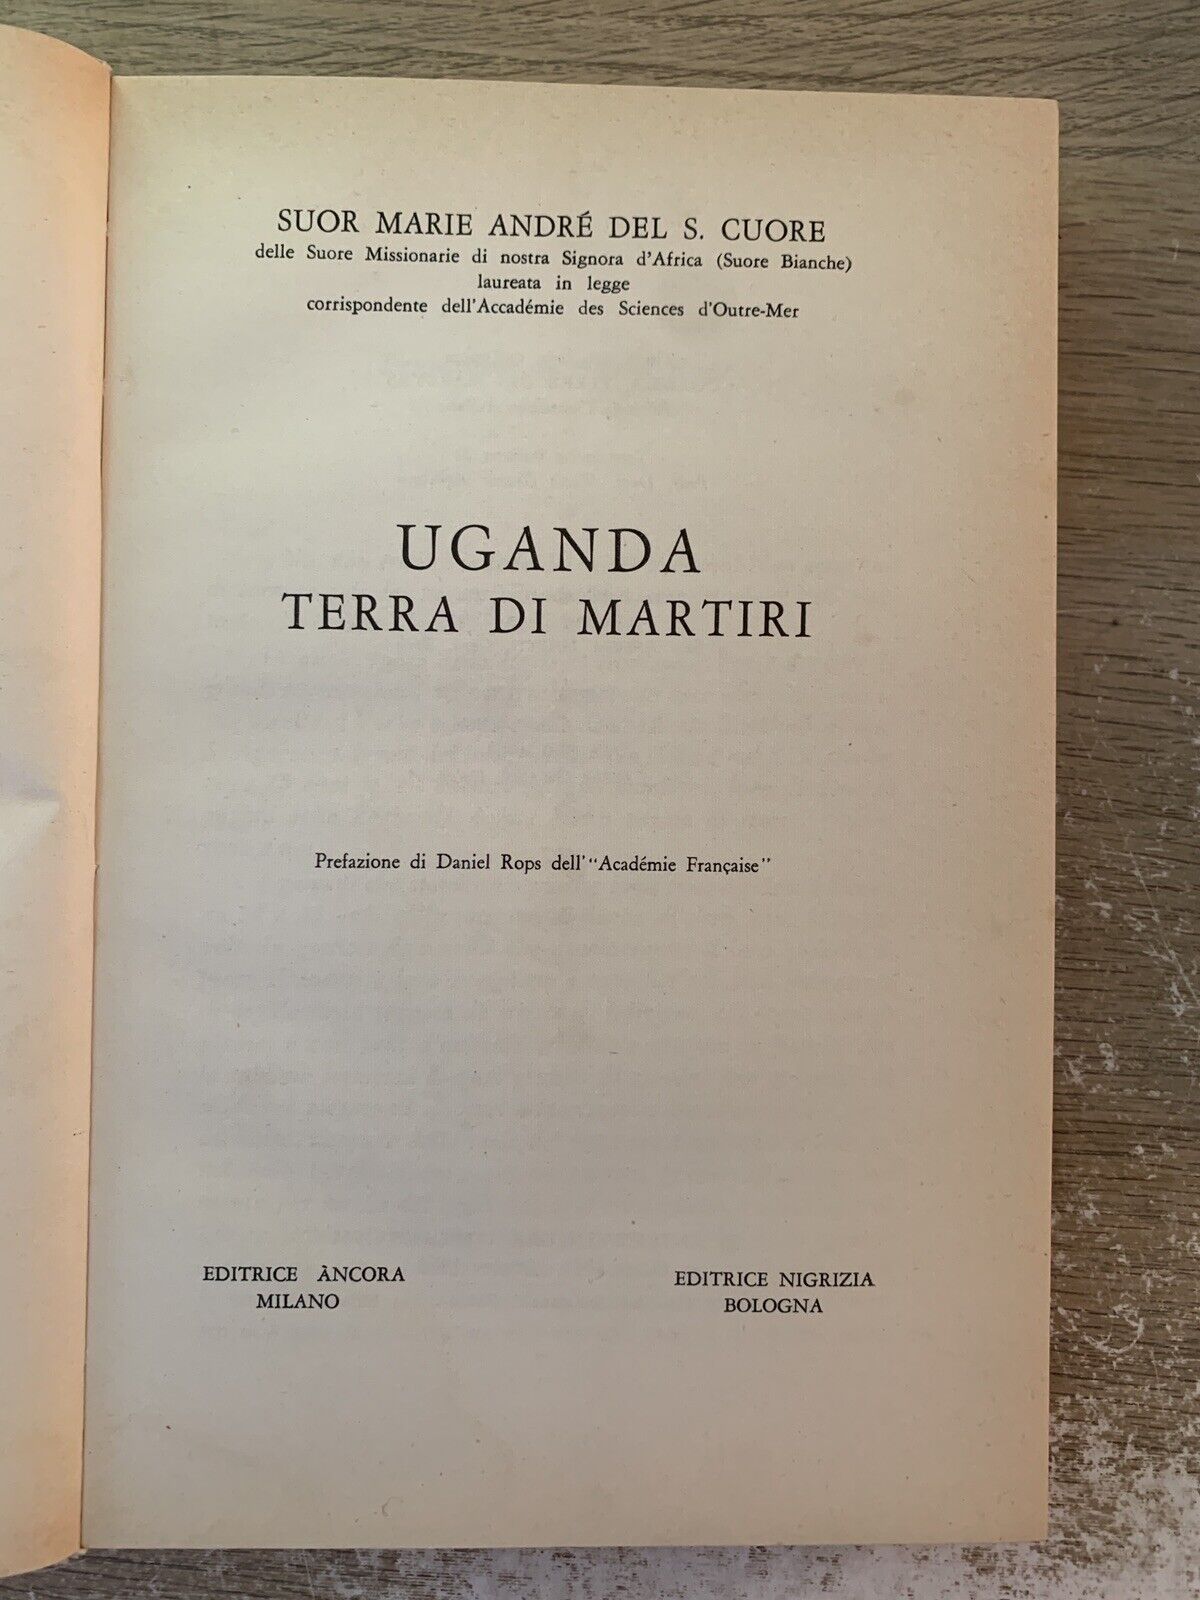 SUOR MARIE ANDRÉ DEL S. CUORE
delle Suore Missionarie di nostra Signora d'Africa (Suore Bianche)
laureata in legge
corrispondente dell'Accadémie des Sciences d'Outre-Mer
UGANDA
TERRA DI MARTIRI
Prefazione di Daniel Rops dell'"Académie Française"
EDITRICE ÀNCORA
MILANO
EDITRICE NIGRIZIA
BOLOGNA